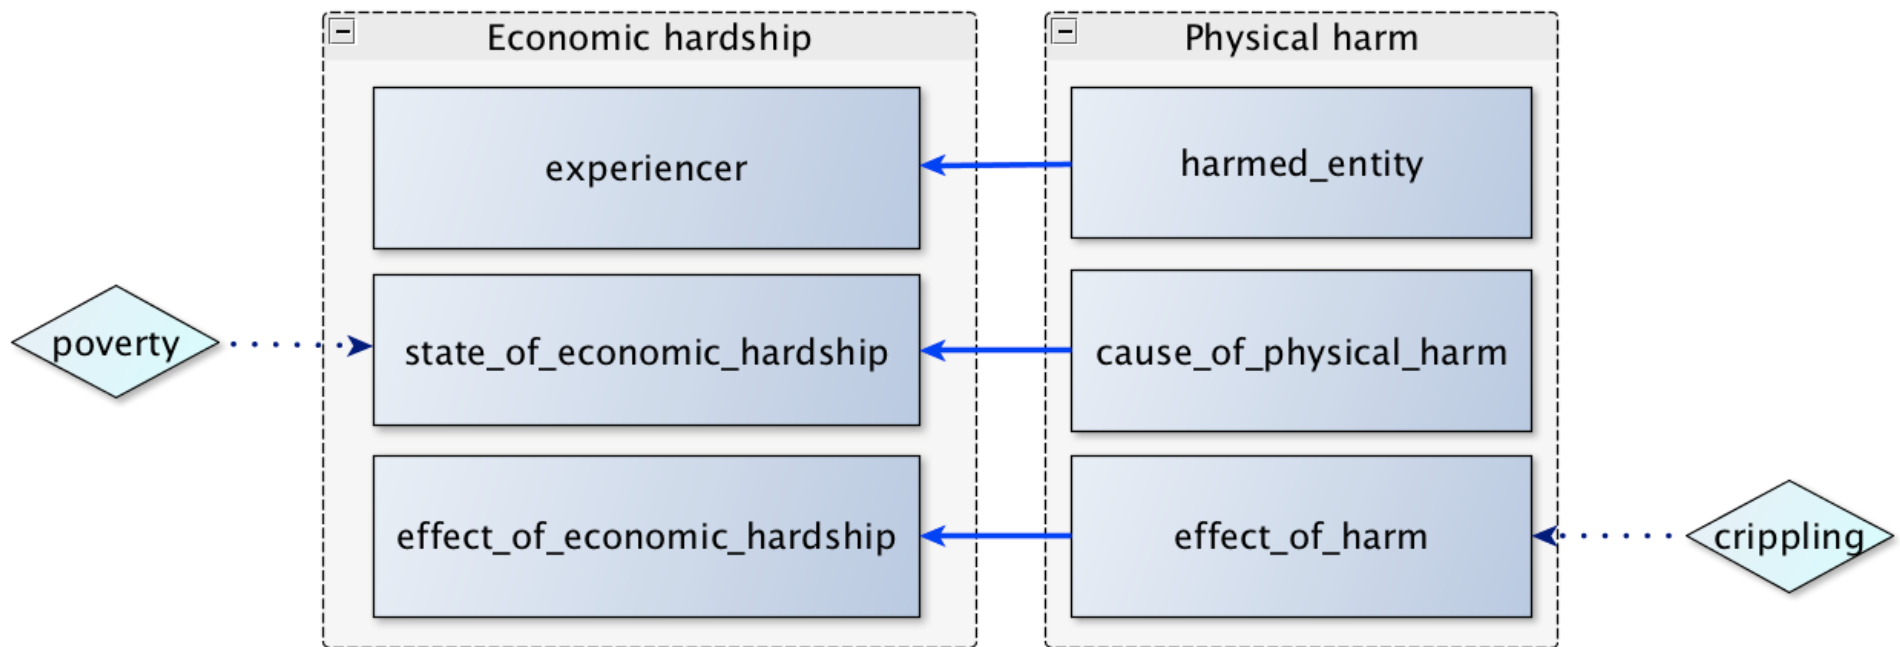 Economic hardship
Physical harm
experiencer
harmed_entity
poverty
state_of_economic_hardship
cause_of_physical_harm
effect_of_economic_hardship
effect_of_harm
crippling